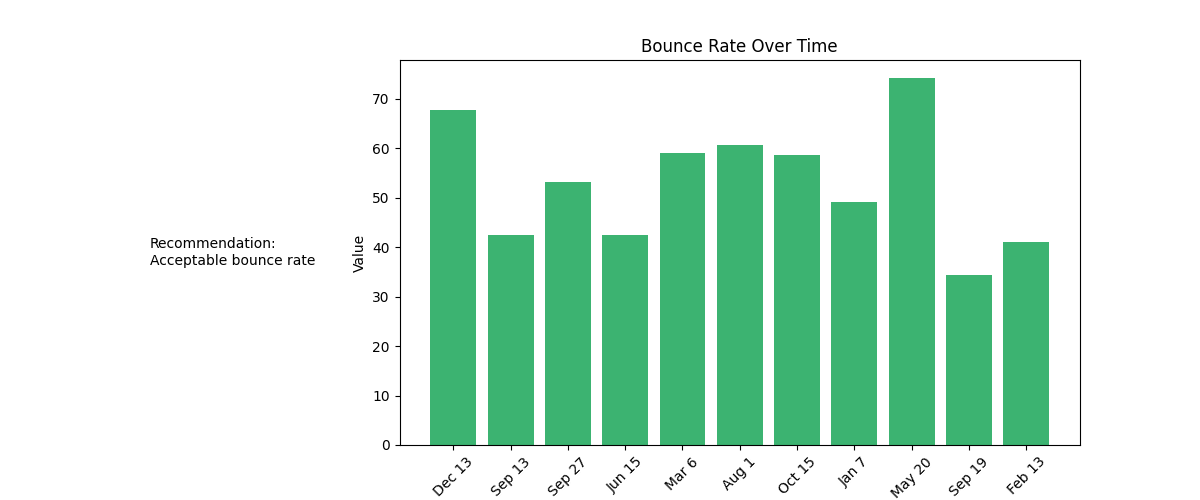 Bounce Rate Over Time
Recommendation:
Acceptable bounce rate
Value
70
60
50
40
30
20
10
0
Dec 13
Sep 13
Sep 27
Jun 15
Mar 6
Aug 1
Oct 15
Jan 7
May 20
Sep 19
Feb 13